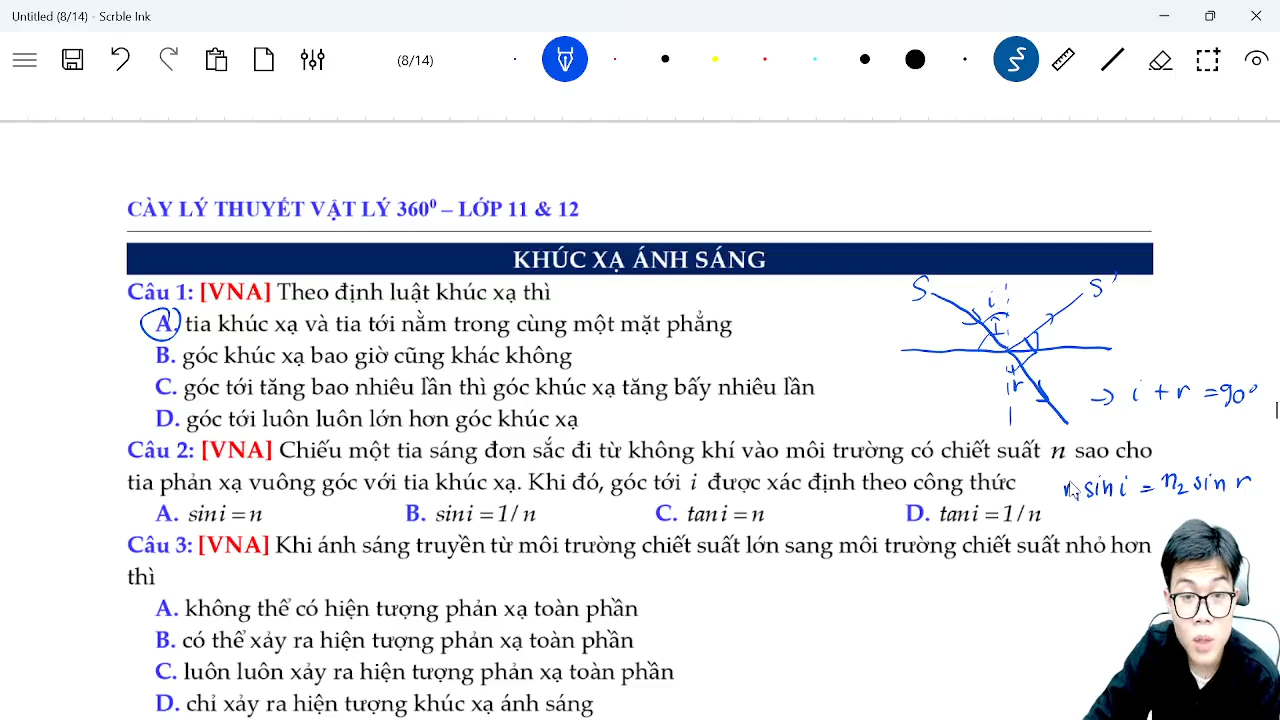 Untitled (8/14) - Scrble Ink
(8/14)
CÀY LÝ THUYẾT VẬT LÝ 360⁰ – LỚP 11 & 12
KHÚC XẠ ÁNH SÁNG
Câu 1: [VNA] Theo định luật khúc xạ thì
A. tia khúc xạ và tia tới nằm trong cùng một mặt phẳng
B. góc khúc xạ bao giờ cũng khác không
C. góc tới tăng bao nhiêu lần thì góc khúc xạ tăng bấy nhiêu lần
D. góc tới luôn luôn lớn hơn góc khúc xạ
S i S'
r
→ i + r = 90°
Câu 2: [VNA] Chiếu một tia sáng đơn sắc đi từ không khí vào môi trường có chiết suất n sao cho
tia phản xạ vuông góc với tia khúc xạ. Khi đó, góc tới i được xác định theo công thức
sin i = n₂ sin r
A. sin i = n B. sin i = 1/n C. tan i = n D. tan i = 1/n
Câu 3: [VNA] Khi ánh sáng truyền từ môi trường chiết suất lớn sang môi trường chiết suất nhỏ hơn
thì
A. không thể có hiện tượng phản xạ toàn phần
B. có thể xảy ra hiện tượng phản xạ toàn phần
C. luôn luôn xảy ra hiện tượng phản xạ toàn phần
D. chỉ xảy ra hiện tượng khúc xạ ánh sáng